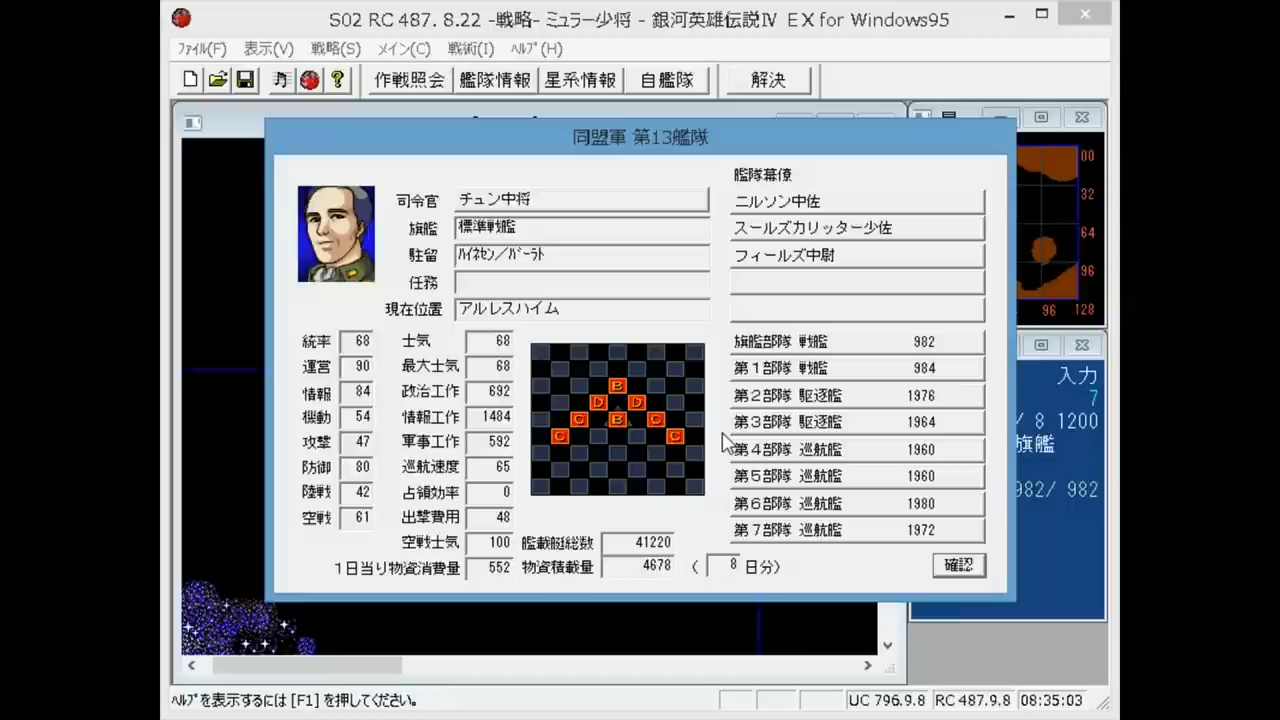 S02 RC 487. 8.22 -戦略- ミュラー少将 - 銀河英雄伝説Ⅳ EX for Windows95
ﾌｧｲﾙ(F) 表示(V) 戦略(S) メイン(C) 戦術(I) ﾍﾙﾌﾟ(H)
作戦照会 艦隊情報 星系情報 自艦隊 解決
同盟軍 第13艦隊
司令官 チュン中将
旗艦 標準戦艦
駐留 ﾊｲﾈｾﾝ／ﾊﾞｰﾗﾄ
任務
現在位置 アルレスハイム
艦隊幕僚
ニルソン中佐
スールズカリッター少佐
フィールズ中尉
統率 68 士気 68
運営 90 最大士気 68
情報 84 政治工作 692
機動 54 情報工作 1484
攻撃 47 軍事工作 592
防御 80 巡航速度 65
陸戦 42 占領効率 0
空戦 61 出撃費用 48
空戦士気 100 艦載艇総数 41220
1日当り物資消費量 552 物資積載量 4678 ( 8 日分)
B
D D
C B C
C C
旗艦部隊 戦艦 982
第1部隊 戦艦 984
第2部隊 駆逐艦 1976
第3部隊 駆逐艦 1964
第4部隊 巡航艦 1960
第5部隊 巡航艦 1960
第6部隊 巡航艦 1980
第7部隊 巡航艦 1972
確認
00
32
64
96
96 128
入力
7
/ 8 1200
旗艦
982/ 982
ﾍﾙﾌﾟを表示するには [F1] を押してください。
UC 796.9.8 RC 487.9.8 08:35:03